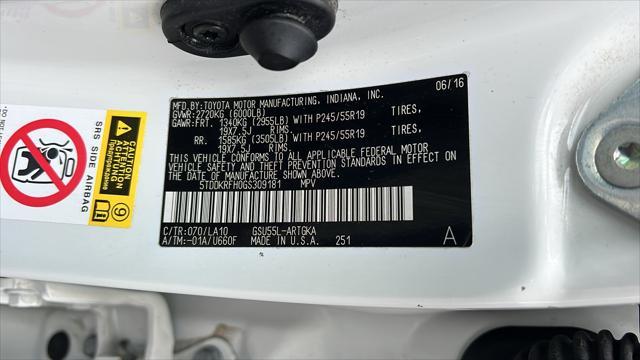 MFD.BY:TOYOTA MOTOR MANUFACTURING, INDIANA, INC. 06/16
GVWR:2720KG (6000LB)
GAWR:FRT. 1340KG (2955LB) WITH P245/55R19 TIRES,
19X7.5J RIMS.
RR. 1585KG (3505LB) WITH P245/55R19 TIRES,
19X7.5J RIMS.
THIS VEHICLE CONFORMS TO ALL APPLICABLE FEDERAL MOTOR
VEHICLE SAFETY AND THEFT PREVENTION STANDARDS IN EFFECT ON
THE DATE OF MANUFACTURE SHOWN ABOVE.
5TDDKRFH0GS309181 MPV
C/TR:070/LA10 GSU55L-ARTGKA
A/TM:-01A/U660F MADE IN U.S.A. 251 A
SRS SIDE AIRBAG
CAUTION
ACHTUNG
ATTENTION
9